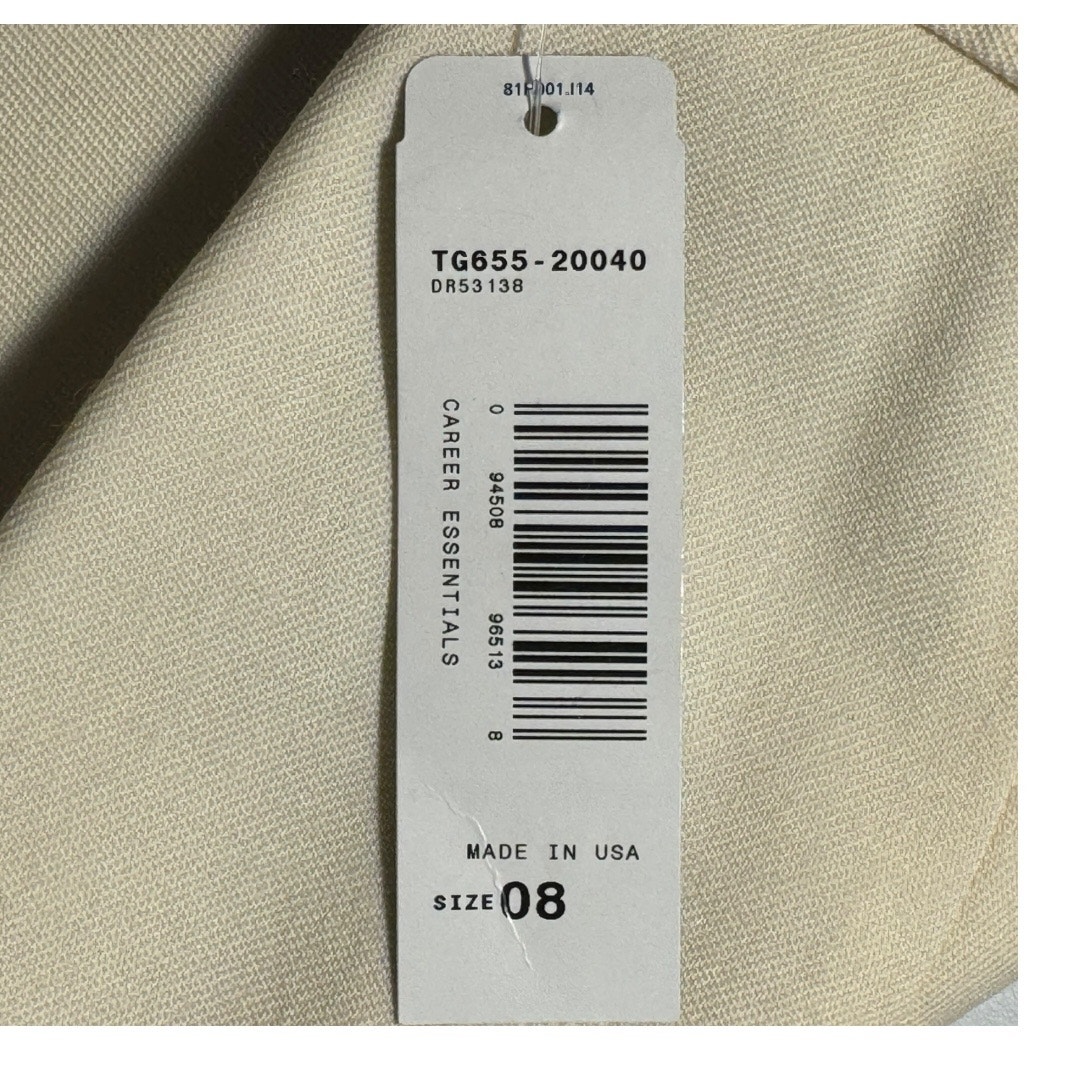 TG655-20040
DR53138
CAREER ESSENTIALS
0 94508 96513 8
MADE IN USA
SIZE 08